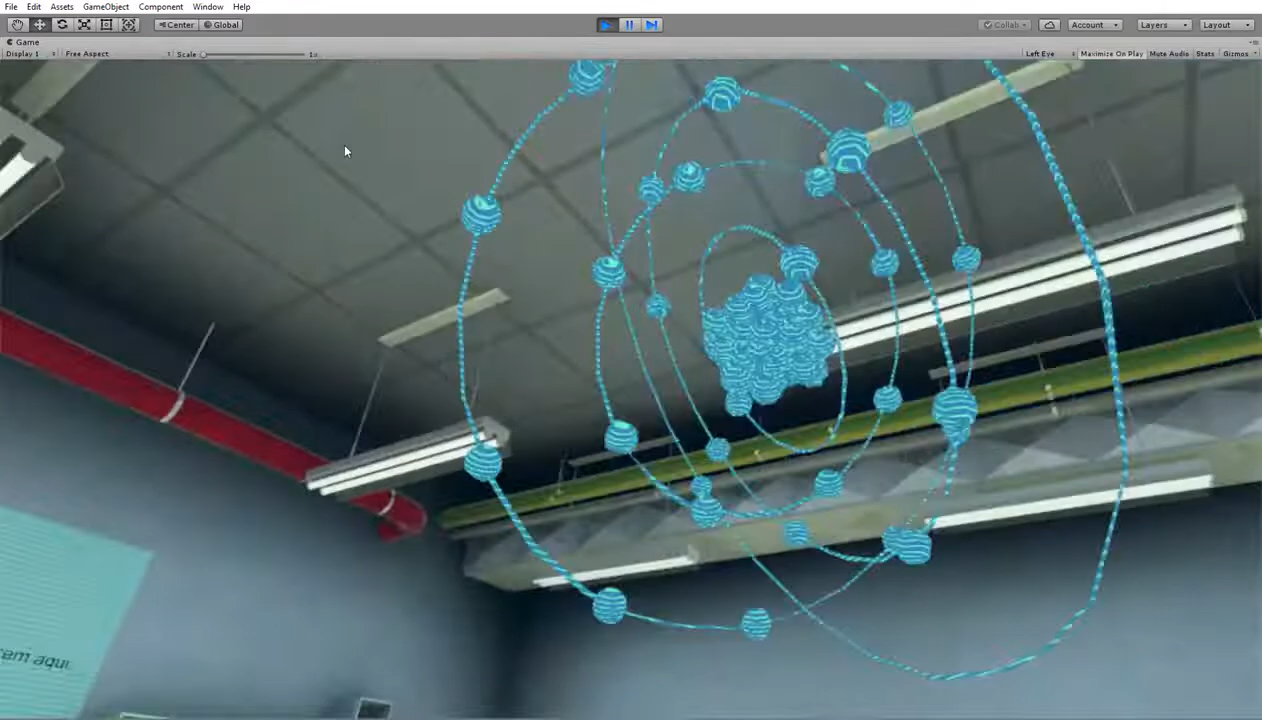 File Edit Assets GameObject Component Window Help
Center Global Collab Account Layers Layout
Game
Display 1 Free Aspect Scale 1x Left Eye Maximize On Play Mute Audio Stats Gizmos
em aqui